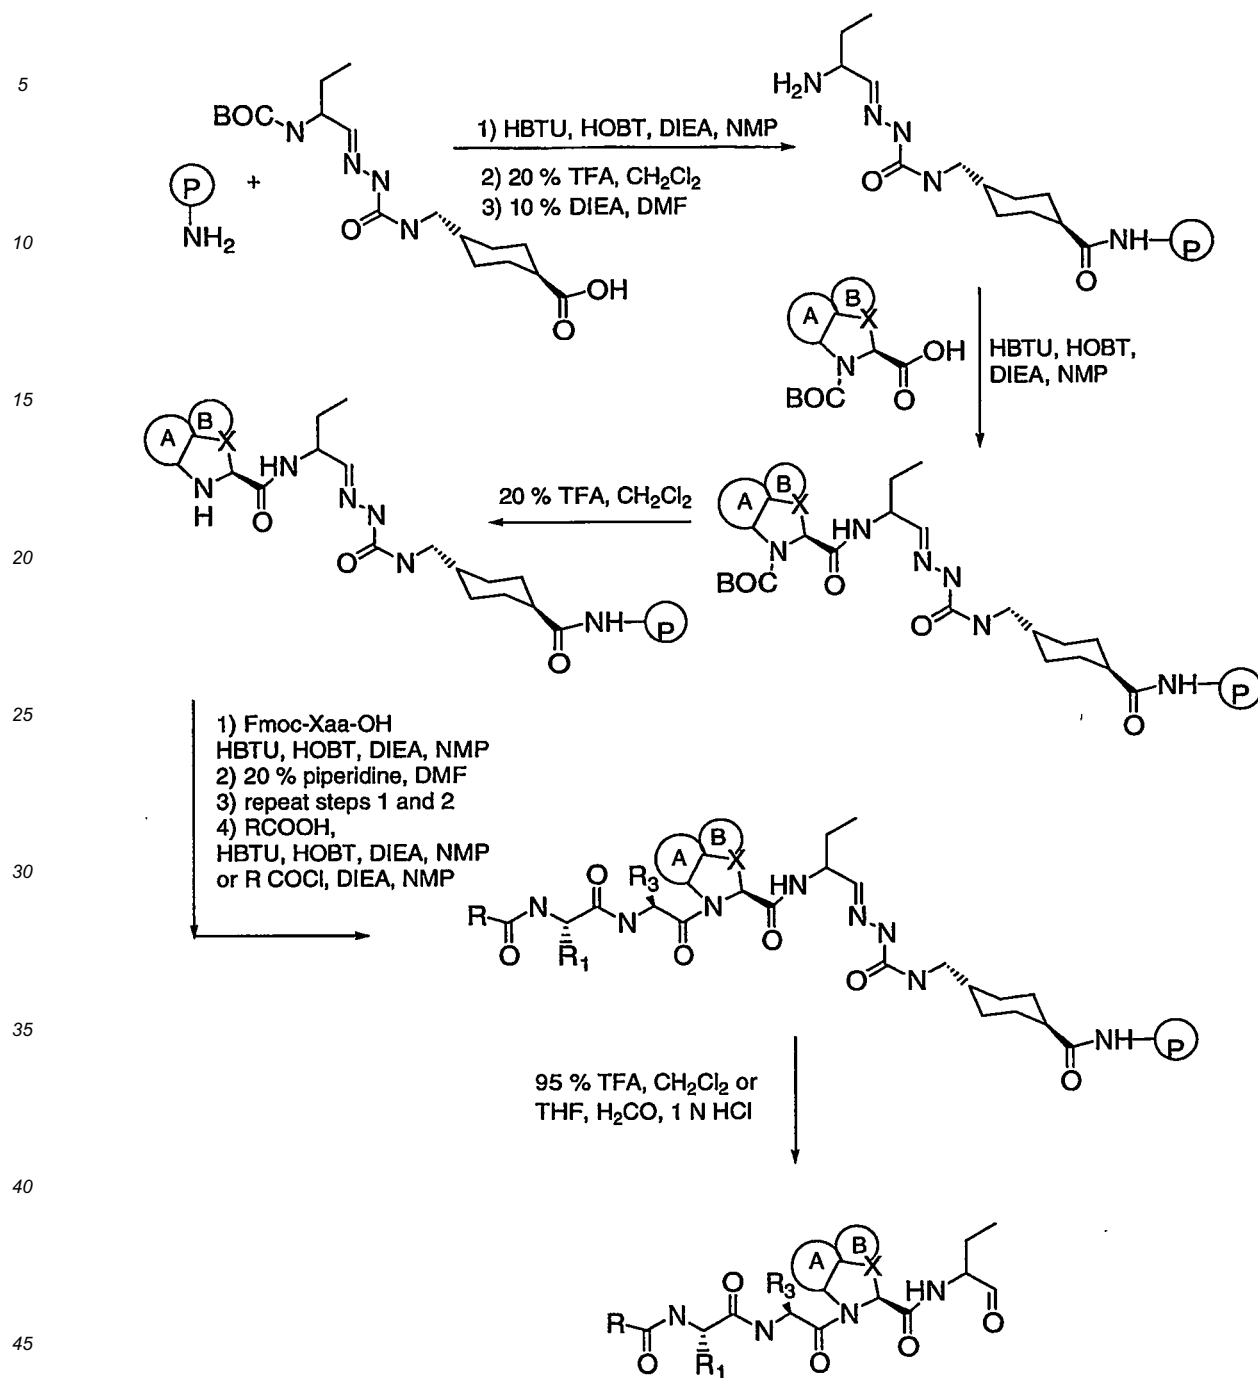 5
H₂N
N
N
O
N
NH
P
O
BOC
N
N
N
O
N
OH
O
P
NH₂
+
1) HBTU, HOBT, DIEA, NMP
2) 20 % TFA, CH₂Cl₂
3) 10 % DIEA, DMF
10
A
B
X
N
OH
O
BOC
HBTU, HOBT,
DIEA, NMP
15
A
B
X
N
H
O
HN
N
N
O
N
O
NH
P
20 % TFA, CH₂Cl₂
A
B
X
N
BOC
O
HN
N
N
O
N
O
NH
P
20
25
1) Fmoc-Xaa-OH
HBTU, HOBT, DIEA, NMP
2) 20 % piperidine, DMF
3) repeat steps 1 and 2
4) RCOOH,
HBTU, HOBT, DIEA, NMP
or R COCl, DIEA, NMP
30
R
O
N
R₁
O
N
R₃
O
N
A
B
X
O
HN
N
N
O
N
O
NH
P
35
95 % TFA, CH₂Cl₂ or
THF, H₂CO, 1 N HCl
40
R
O
N
R₁
O
N
R₃
O
N
A
B
X
O
HN
O
45